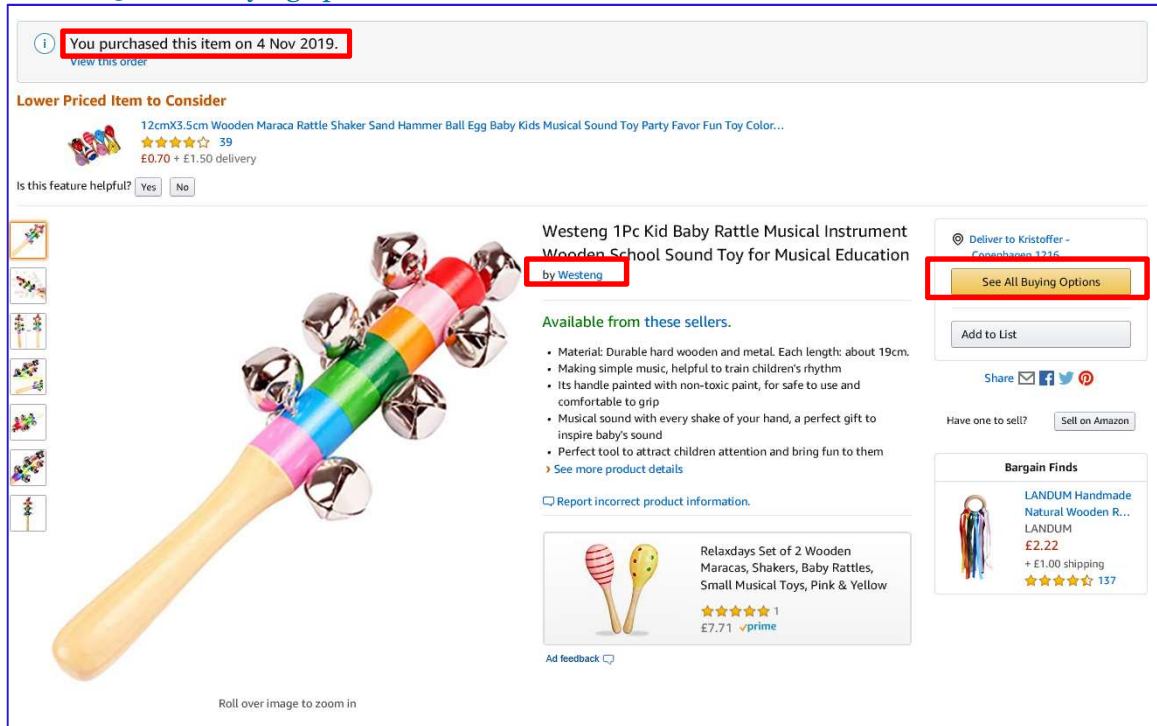 You purchased this item on 4 Nov 2019.
View this order
Lower Priced Item to Consider
12cmX3.5cm Wooden Maraca Rattle Shaker Sand Hammer Ball Egg Baby Kids Musical Sound Toy Party Favor Fun Toy Color...
39
£0.70 + £1.50 delivery
Is this feature helpful? Yes No
Westeng 1Pc Kid Baby Rattle Musical Instrument
Wooden School Sound Toy for Musical Education
by Westeng
Available from these sellers.
• Material: Durable hard wooden and metal. Each length: about 19cm.
• Making simple music, helpful to train children's rhythm
• Its handle painted with non-toxic paint, for safe to use and
comfortable to grip
• Musical sound with every shake of your hand, a perfect gift to
inspire baby's sound
• Perfect tool to attract children attention and bring fun to them
› See more product details
Report incorrect product information.
Relaxdays Set of 2 Wooden
Maracas, Shakers, Baby Rattles,
Small Musical Toys, Pink & Yellow
1
£7.71 prime
Ad feedback
Roll over image to zoom in
Deliver to Kristoffer -
Copenhagen 1216
See All Buying Options
Add to List
Share
Have one to sell? Sell on Amazon
Bargain Finds
LANDUM Handmade
Natural Wooden R...
LANDUM
£2.22
+ £1.00 shipping
137